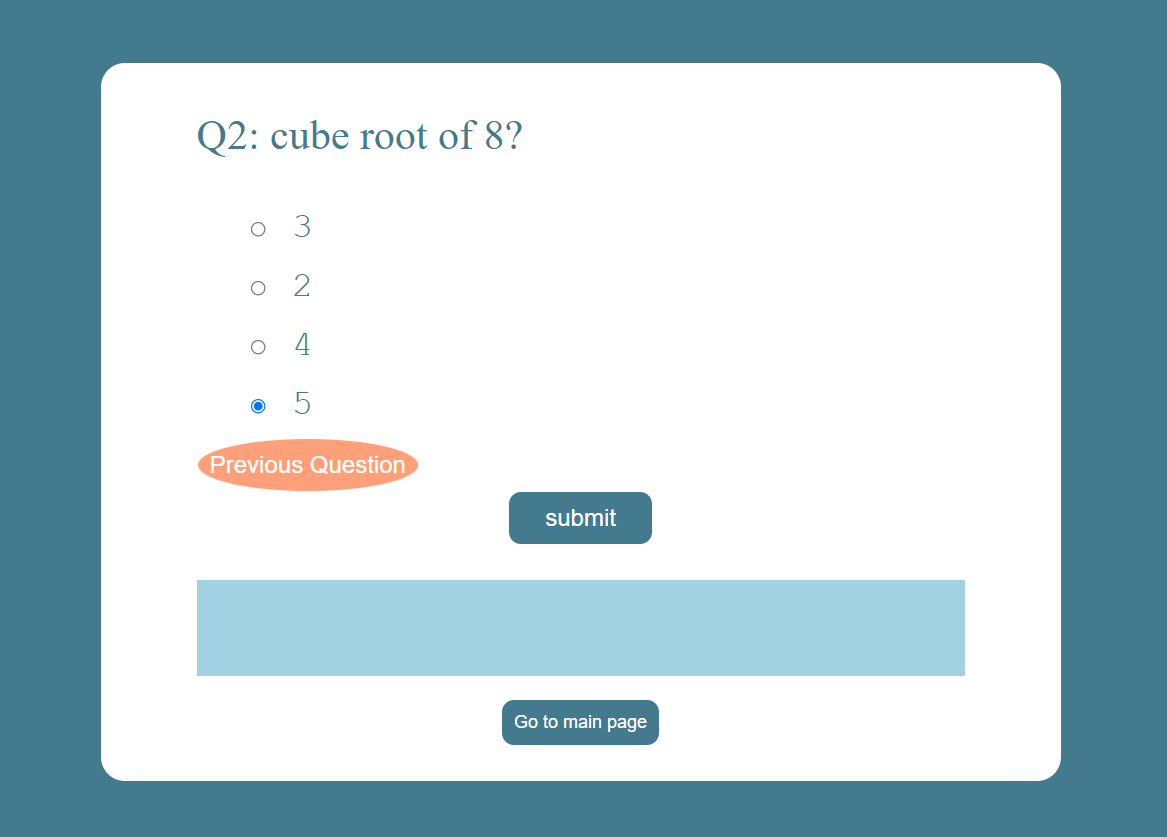 Q2: cube root of 8?
3
2
4
5
Previous Question
submit
Go to main page